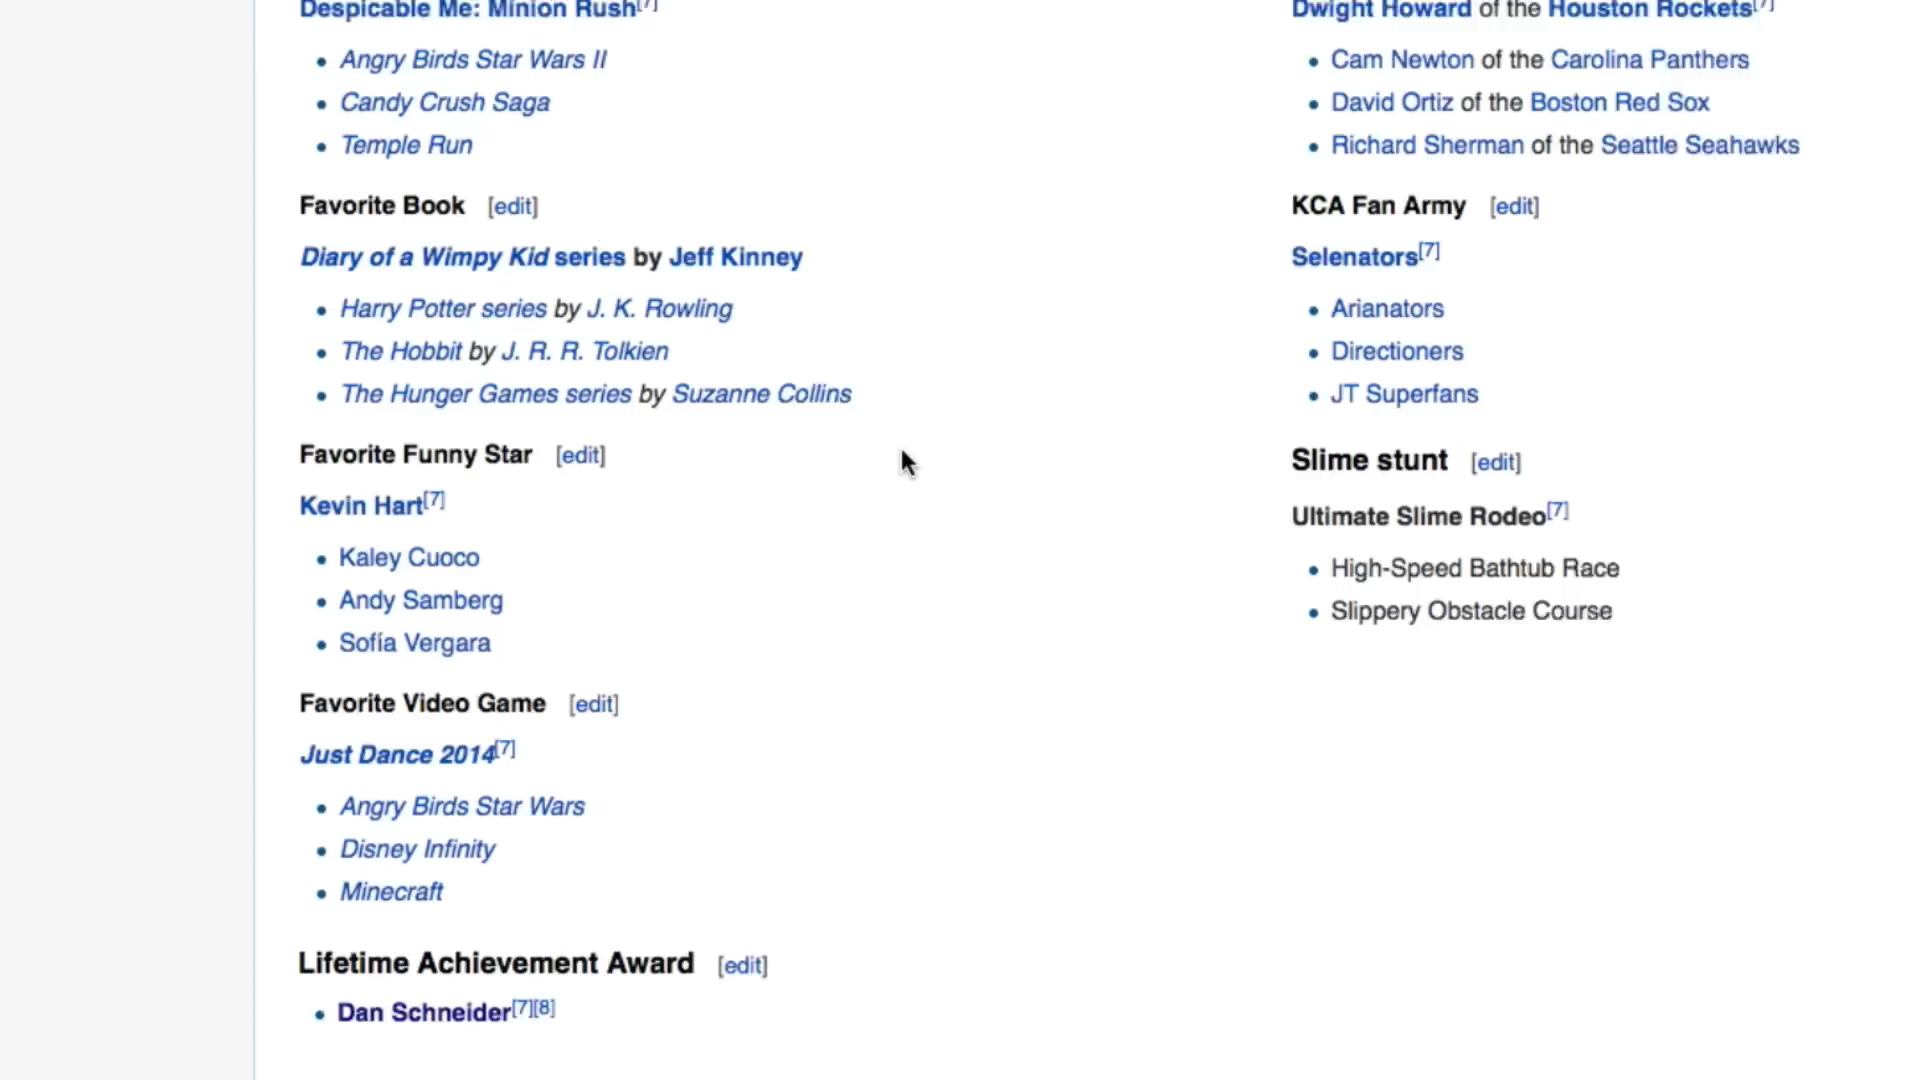 Despicable Me: Minion Rush[7]
• Angry Birds Star Wars II
• Candy Crush Saga
• Temple Run
Favorite Book [edit]
Diary of a Wimpy Kid series by Jeff Kinney
• Harry Potter series by J. K. Rowling
• The Hobbit by J. R. R. Tolkien
• The Hunger Games series by Suzanne Collins
Favorite Funny Star [edit]
Kevin Hart[7]
• Kaley Cuoco
• Andy Samberg
• Sofía Vergara
Favorite Video Game [edit]
Just Dance 2014[7]
• Angry Birds Star Wars
• Disney Infinity
• Minecraft
Lifetime Achievement Award [edit]
• Dan Schneider[7][8]
Dwight Howard of the Houston Rockets[7]
• Cam Newton of the Carolina Panthers
• David Ortiz of the Boston Red Sox
• Richard Sherman of the Seattle Seahawks
KCA Fan Army [edit]
Selenators[7]
• Arianators
• Directioners
• JT Superfans
Slime stunt [edit]
Ultimate Slime Rodeo[7]
• High-Speed Bathtub Race
• Slippery Obstacle Course